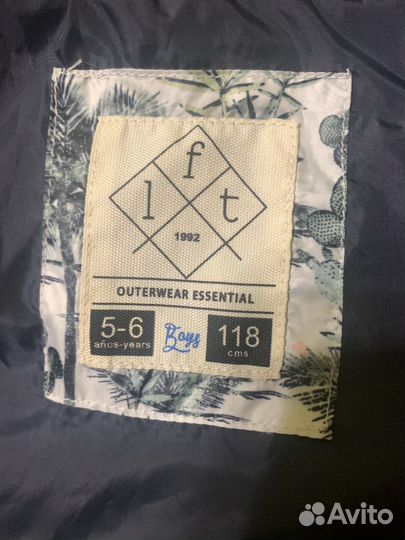 f
l t
1992
OUTERWEAR ESSENTIAL
5-6 Boys 118
años-years cms
Avito